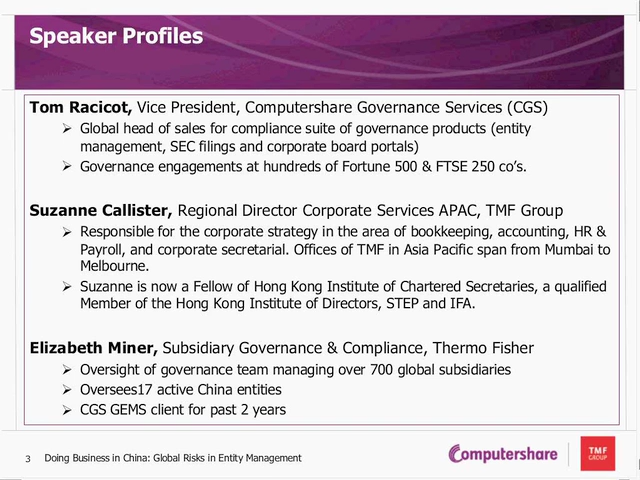 Speaker Profiles
Tom Racicot, Vice President, Computershare Governance Services (CGS)
➢ Global head of sales for compliance suite of governance products (entity
management, SEC filings and corporate board portals)
➢ Governance engagements at hundreds of Fortune 500 & FTSE 250 co's.
Suzanne Callister, Regional Director Corporate Services APAC, TMF Group
➢ Responsible for the corporate strategy in the area of bookkeeping, accounting, HR &
Payroll, and corporate secretarial. Offices of TMF in Asia Pacific span from Mumbai to
Melbourne.
➢ Suzanne is now a Fellow of Hong Kong Institute of Chartered Secretaries, a qualified
Member of the Hong Kong Institute of Directors, STEP and IFA.
Elizabeth Miner, Subsidiary Governance & Compliance, Thermo Fisher
➢ Oversight of governance team managing over 700 global subsidiaries
➢ Oversees17 active China entities
➢ CGS GEMS client for past 2 years
3 Doing Business in China: Global Risks in Entity Management
Computershare
TMF
GROUP